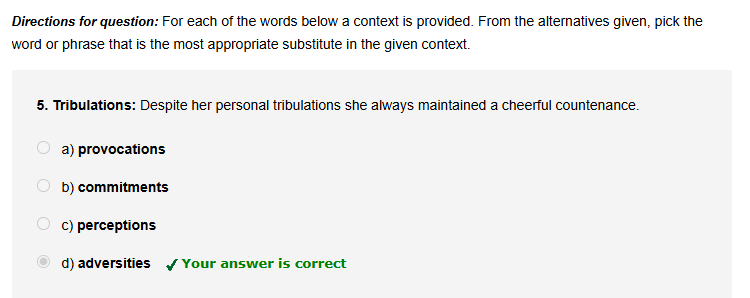 Directions for question: For each of the words below a context is provided. From the alternatives given, pick the
word or phrase that is the most appropriate substitute in the given context.
5. Tribulations: Despite her personal tribulations she always maintained a cheerful countenance.
a) provocations
b) commitments
c) perceptions
d) adversities ✓ Your answer is correct